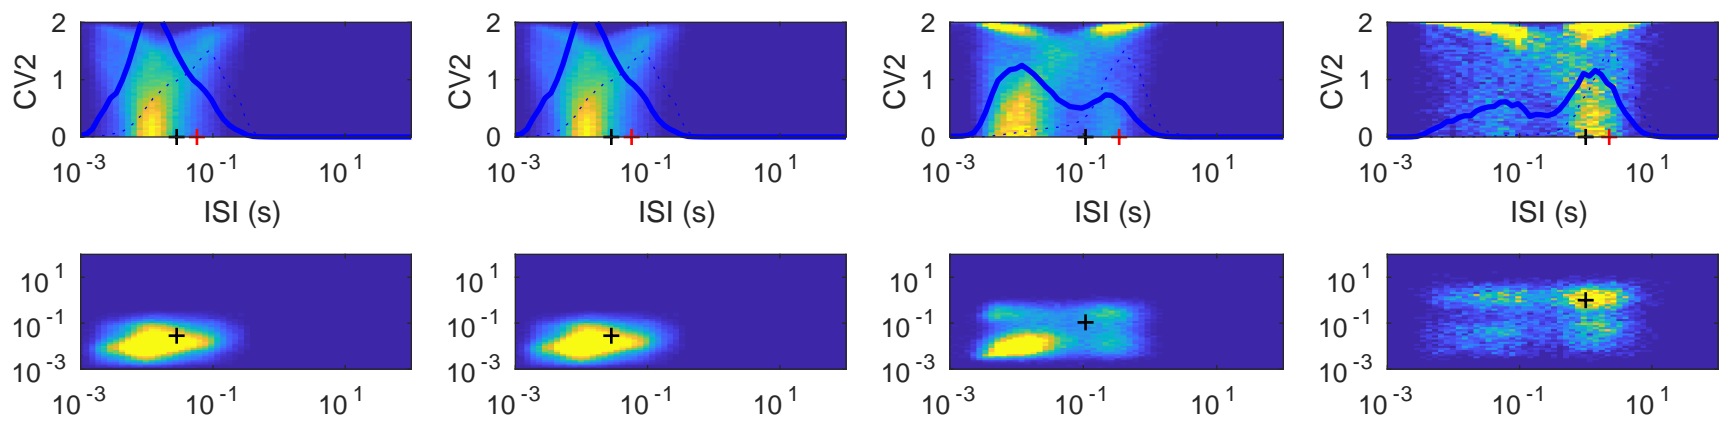 2 2 2 2
CV2 1 CV2 1 CV2 1 CV2 1
0 0 0 0
10^-3 10^-1 10^1 10^-3 10^-1 10^1 10^-3 10^-1 10^1 10^-3 10^-1 10^1
ISI (s) ISI (s) ISI (s) ISI (s)
10^1 10^1 10^1 10^1
10^-1 10^-1 10^-1 10^-1
10^-3 10^-3 10^-3 10^-3
10^-3 10^-1 10^1 10^-3 10^-1 10^1 10^-3 10^-1 10^1 10^-3 10^-1 10^1